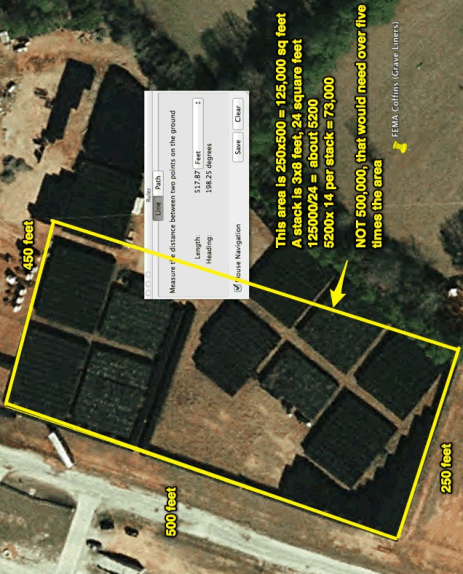 This area is 250x500 = 125,000 sq feet
A stack is 3x8 feet, 24 square feet
125000/24 = about 5200
5200x 14 per stack = 73,000
NOT 500,000, that would need over five
times the area
FEMA Coffins (Grave Liners)
Ruler
Line
Path
Measure the distance between two points on the ground
Length:
517.87
Feet
Heading:
198.25 degrees
Mouse Navigation
Save
Clear
450 feet
500 feet
250 feet